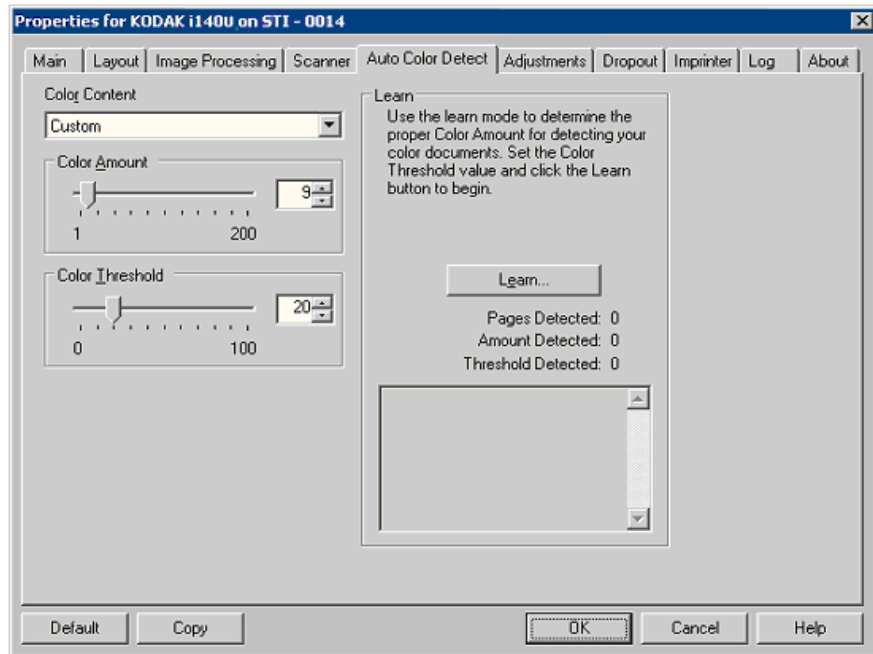 Properties for KODAK i140U on STI - 0014
Main Layout Image Processing Scanner Auto Color Detect Adjustments Dropout Imprinter Log About
Color Content
Custom
Color Amount
9
1 200
Color Threshold
20
0 100
Learn
Use the learn mode to determine the
proper Color Amount for detecting your
color documents. Set the Color
Threshold value and click the Learn
button to begin.
Learn...
Pages Detected: 0
Amount Detected: 0
Threshold Detected: 0
Default Copy OK Cancel Help